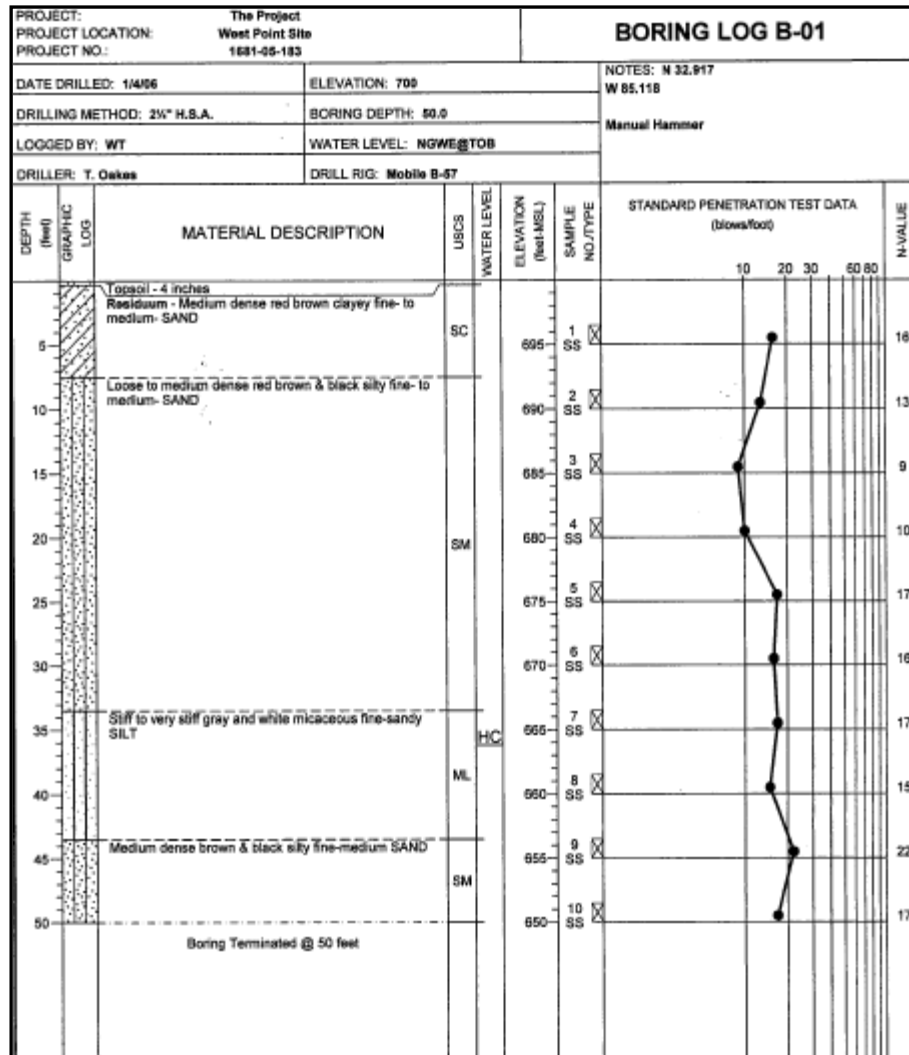 PROJECT: The Project
PROJECT LOCATION: West Point Site
PROJECT NO.: 1681-05-183
BORING LOG B-01
DATE DRILLED: 1/4/06
ELEVATION: 700
NOTES: N 32.917
W 85.118
DRILLING METHOD: 2¼" H.S.A.
BORING DEPTH: 50.0
Manual Hammer
LOGGED BY: WT
WATER LEVEL: NGWE@TOB
DRILLER: T. Oakes
DRILL RIG: Mobile B-57
DEPTH (feet)
GRAPHIC LOG
MATERIAL DESCRIPTION
USCS
WATER LEVEL
ELEVATION (feet-MSL)
SAMPLE NO./TYPE
STANDARD PENETRATION TEST DATA
(blows/foot)
N-VALUE
10 20 30 60 80
Topsoil - 4 inches
Residuum - Medium dense red brown clayey fine- to
medium- SAND
SC
5
695
1
SS
16
Loose to medium dense red brown & black silty fine- to
medium- SAND
10
690
2
SS
13
15
685
3
SS
9
20
SM
680
4
SS
10
25
675
5
SS
17
30
670
6
SS
16
Stiff to very stiff gray and white micaceous fine-sandy
SILT
35
HC
665
7
SS
17
ML
40
660
8
SS
15
Medium dense brown & black silty fine-medium SAND
45
655
9
SS
22
SM
50
650
10
SS
17
Boring Terminated @ 50 feet